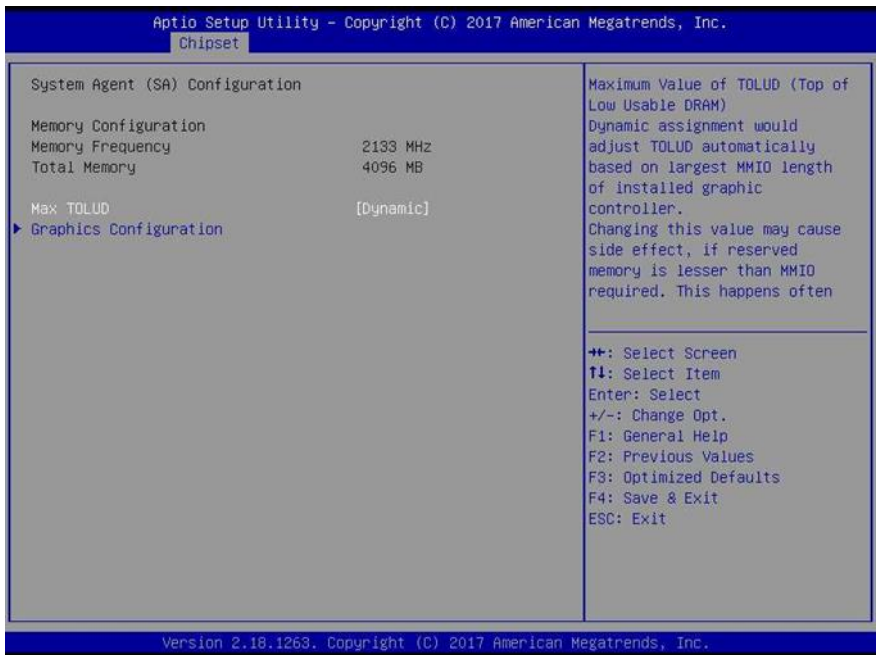 Aptio Setup Utility – Copyright (C) 2017 American Megatrends, Inc.
Chipset
System Agent (SA) Configuration
Memory Configuration
Memory Frequency 2133 MHz
Total Memory 4096 MB
Max TOLUD [Dynamic]
Graphics Configuration
Maximum Value of TOLUD (Top of
Low Usable DRAM)
Dynamic assignment would
adjust TOLUD automatically
based on largest MMIO length
of installed graphic
controller.
Changing this value may cause
side effect, if reserved
memory is lesser than MMIO
required. This happens often
→←: Select Screen
↑↓: Select Item
Enter: Select
+/-: Change Opt.
F1: General Help
F2: Previous Values
F3: Optimized Defaults
F4: Save & Exit
ESC: Exit
Version 2.18.1263. Copyright (C) 2017 American Megatrends, Inc.